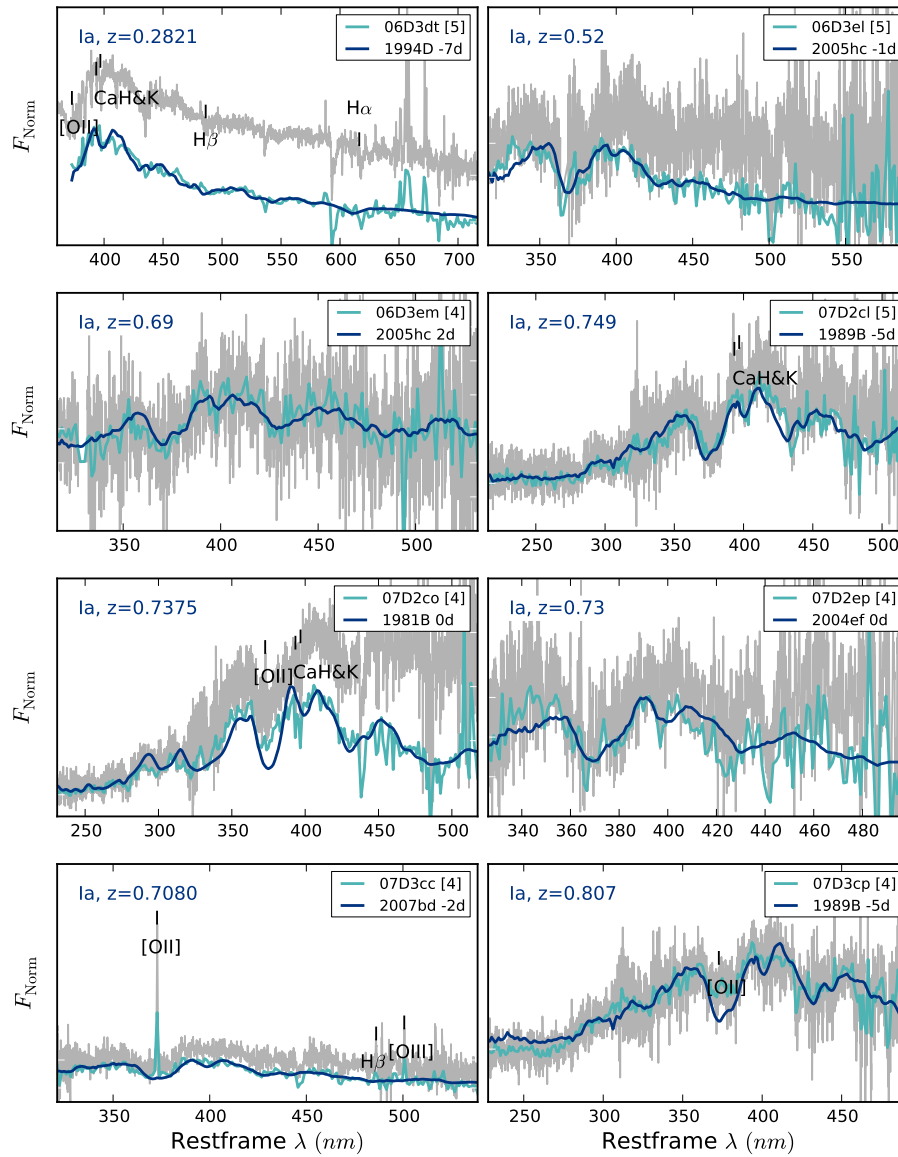 Ia, z=0.2821
06D3dt [5]
1994D -7d
CaH&K
[OII]
Hβ
Hα
F_Norm
400 450 500 550 600 650 700
Ia, z=0.52
06D3el [5]
2005hc -1d
350 400 450 500 550
Ia, z=0.69
06D3em [4]
2005hc 2d
F_Norm
350 400 450 500
Ia, z=0.749
07D2cl [5]
1989B -5d
CaH&K
250 300 350 400 450 500
Ia, z=0.7375
07D2co [4]
1981B 0d
[OII]
CaH&K
F_Norm
250 300 350 400 450 500
Ia, z=0.73
07D2ep [4]
2004ef 0d
340 360 380 400 420 440 460 480
Ia, z=0.7080
07D3cc [4]
2007bd -2d
[OII]
Hβ
[OIII]
F_Norm
350 400 450 500
Restframe λ (nm)
Ia, z=0.807
07D3cp [4]
1989B -5d
[OII]
250 300 350 400 450
Restframe λ (nm)